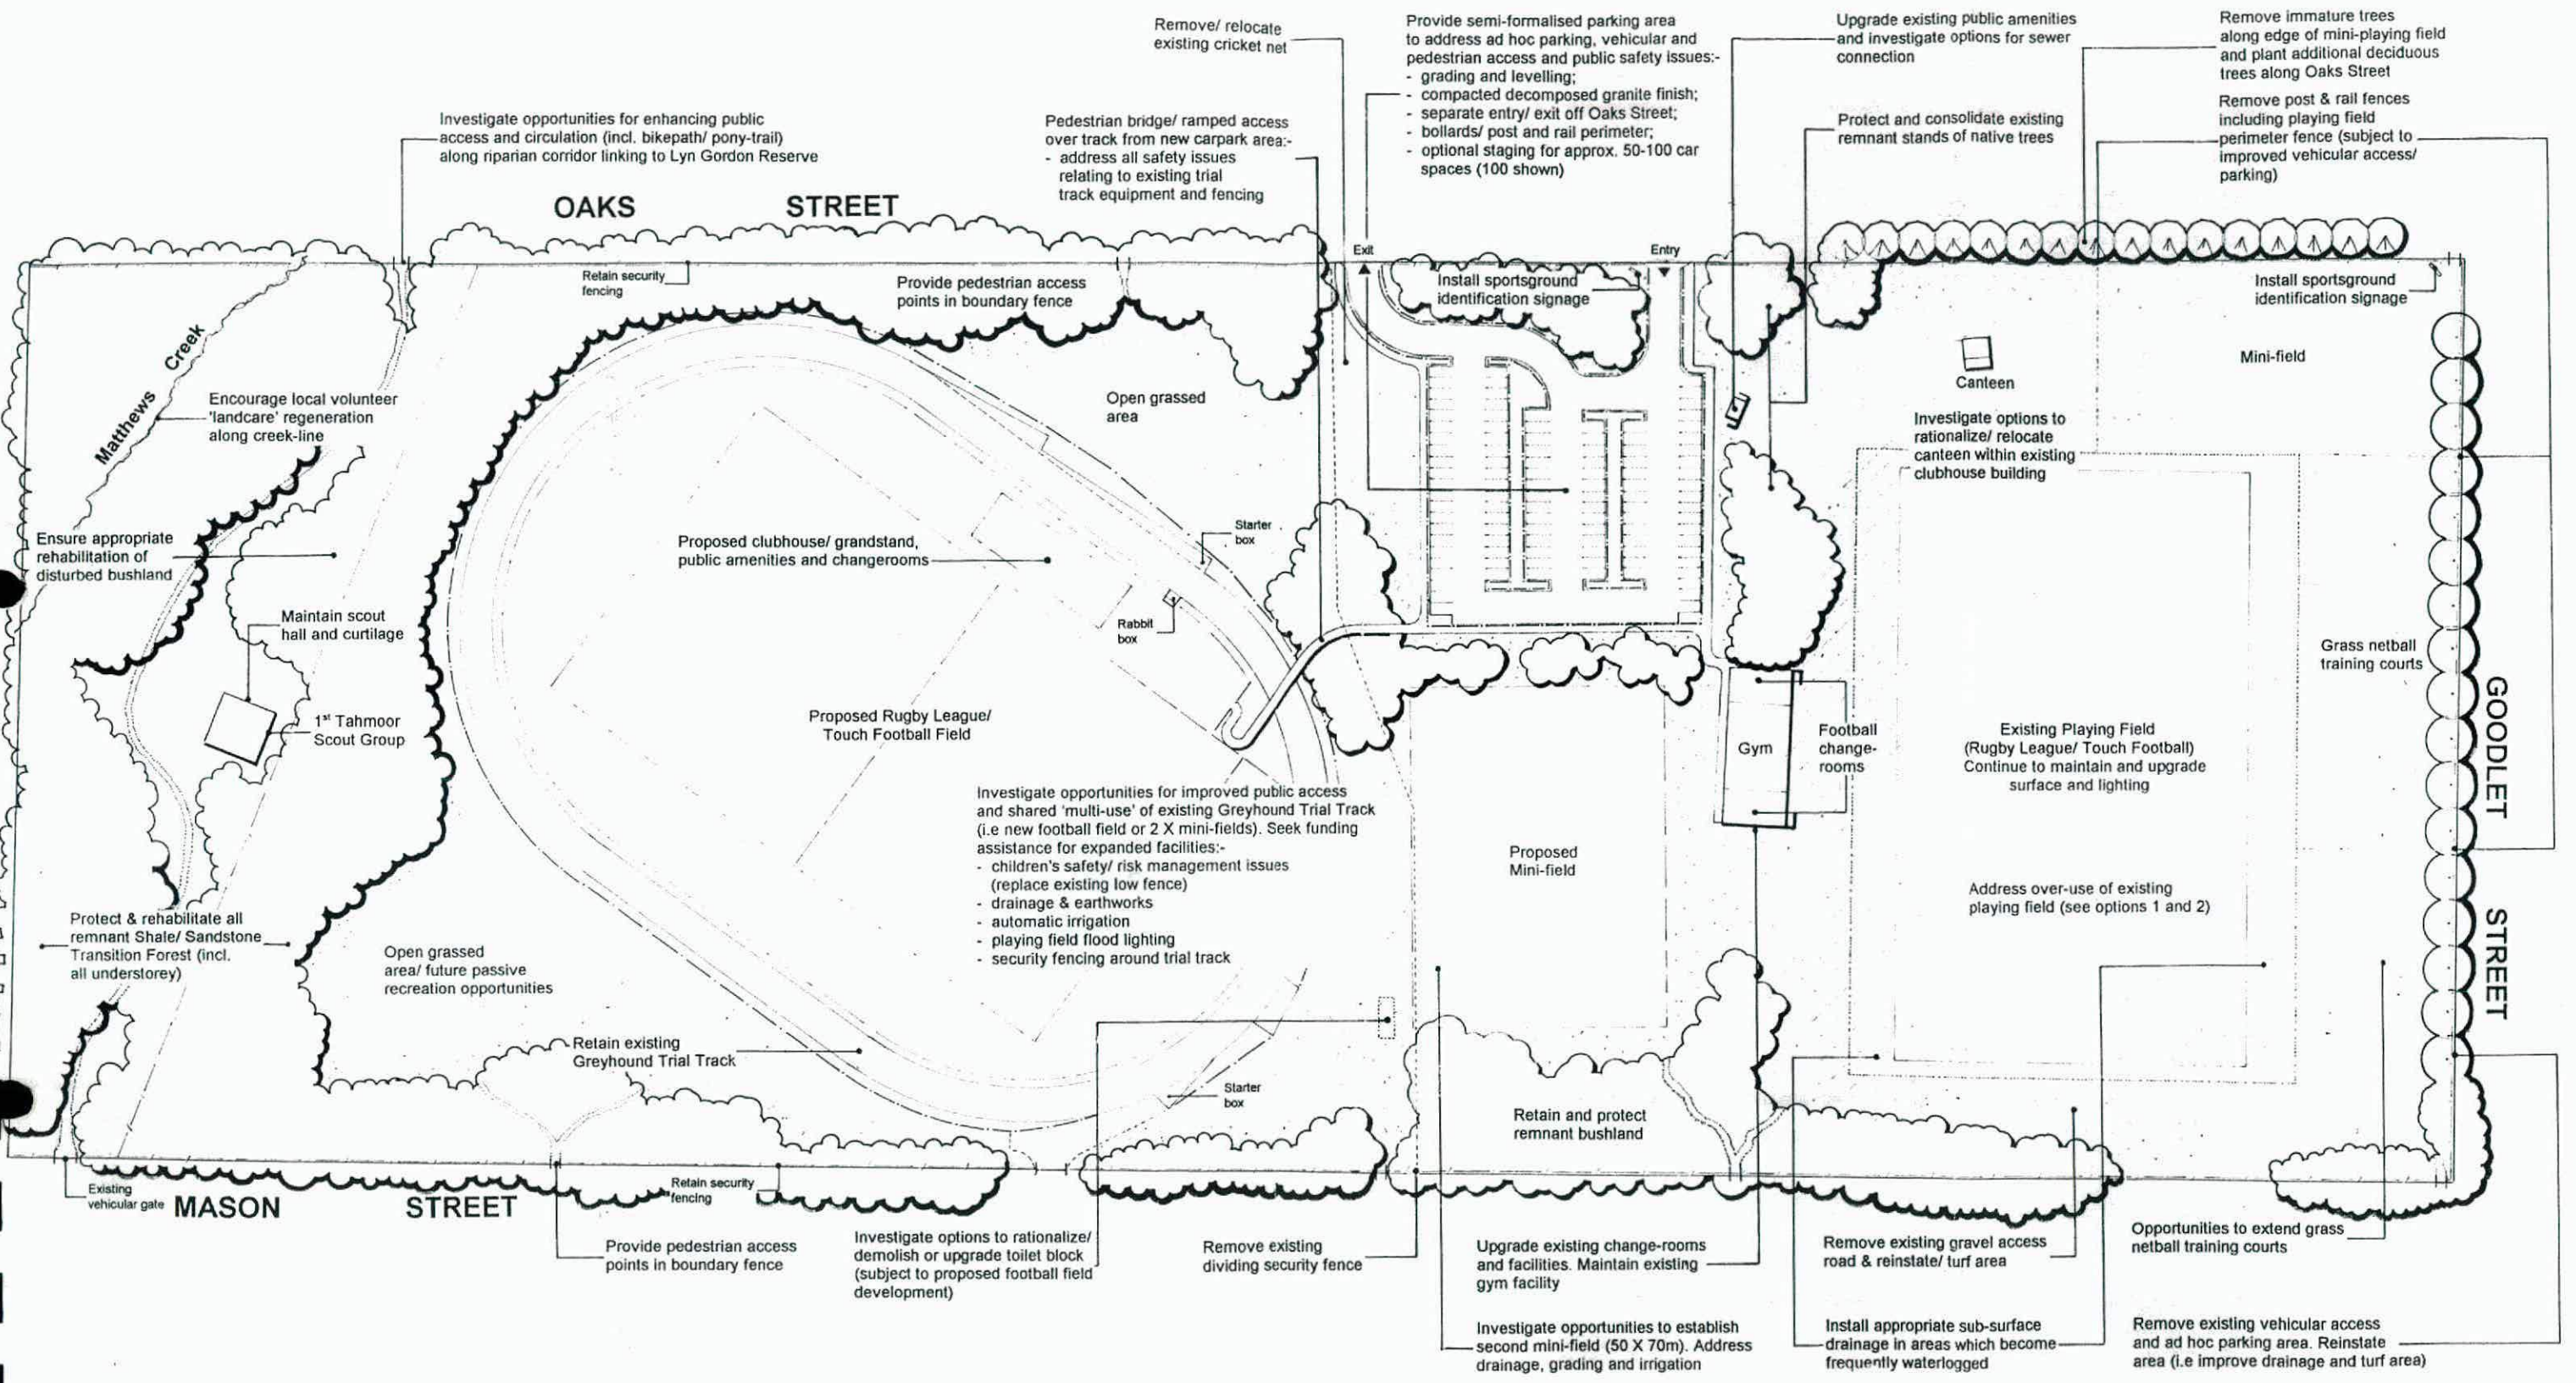 Remove/ relocate
existing cricket net
Provide semi-formalised parking area
to address ad hoc parking, vehicular and
pedestrian access and public safety issues:-
- grading and levelling;
- compacted decomposed granite finish;
- separate entry/ exit off Oaks Street;
- bollards/ post and rail perimeter;
- optional staging for approx. 50-100 car
spaces (100 shown)
Upgrade existing public amenities
and investigate options for sewer
connection
Remove immature trees
along edge of mini-playing field
and plant additional deciduous
trees along Oaks Street
Investigate opportunities for enhancing public
access and circulation (incl. bikepath/ pony-trail)
along riparian corridor linking to Lyn Gordon Reserve
Pedestrian bridge/ ramped access
over track from new carpark area:-
- address all safety issues
relating to existing trial
track equipment and fencing
Protect and consolidate existing
remnant stands of native trees
Remove post & rail fences
including playing field
perimeter fence (subject to
improved vehicular access/
parking)
OAKS STREET
Exit
Entry
Retain security
fencing
Provide pedestrian access
points in boundary fence
Install sportsground
identification signage
Install sportsground
identification signage
Matthews Creek
Encourage local volunteer
'landcare' regeneration
along creek-line
Open grassed
area
Canteen
Mini-field
Investigate options to
rationalize/ relocate
canteen within existing
clubhouse building
Ensure appropriate
rehabilitation of
disturbed bushland
Proposed clubhouse/ grandstand,
public amenities and changerooms
Starter
box
Rabbit
box
Maintain scout
hall and curtilage
1st Tahmoor
Scout Group
Proposed Rugby League/
Touch Football Field
Gym
Football
change-
rooms
Existing Playing Field
(Rugby League/ Touch Football)
Continue to maintain and upgrade
surface and lighting
Grass netball
training courts
GOODLET STREET
Investigate opportunities for improved public access
and shared 'multi-use' of existing Greyhound Trial Track
(i.e new football field or 2 X mini-fields). Seek funding
assistance for expanded facilities:-
- children's safety/ risk management issues
(replace existing low fence)
- drainage & earthworks
- automatic irrigation
- playing field flood lighting
- security fencing around trial track
Proposed
Mini-field
Address over-use of existing
playing field (see options 1 and 2)
Protect & rehabilitate all
remnant Shale/ Sandstone
Transition Forest (incl.
all understorey)
Open grassed
area/ future passive
recreation opportunities
Retain existing
Greyhound Trial Track
Starter
box
Retain and protect
remnant bushland
Existing
vehicular gate
MASON STREET
Retain security
fencing
Provide pedestrian access
points in boundary fence
Investigate options to rationalize/
demolish or upgrade toilet block
(subject to proposed football field
development)
Remove existing
dividing security fence
Upgrade existing change-rooms
and facilities. Maintain existing
gym facility
Remove existing gravel access
road & reinstate/ turf area
Opportunities to extend grass
netball training courts
Investigate opportunities to establish
second mini-field (50 X 70m). Address
drainage, grading and irrigation
Install appropriate sub-surface
drainage in areas which become
frequently waterlogged
Remove existing vehicular access
and ad hoc parking area. Reinstate
area (i.e improve drainage and turf area)